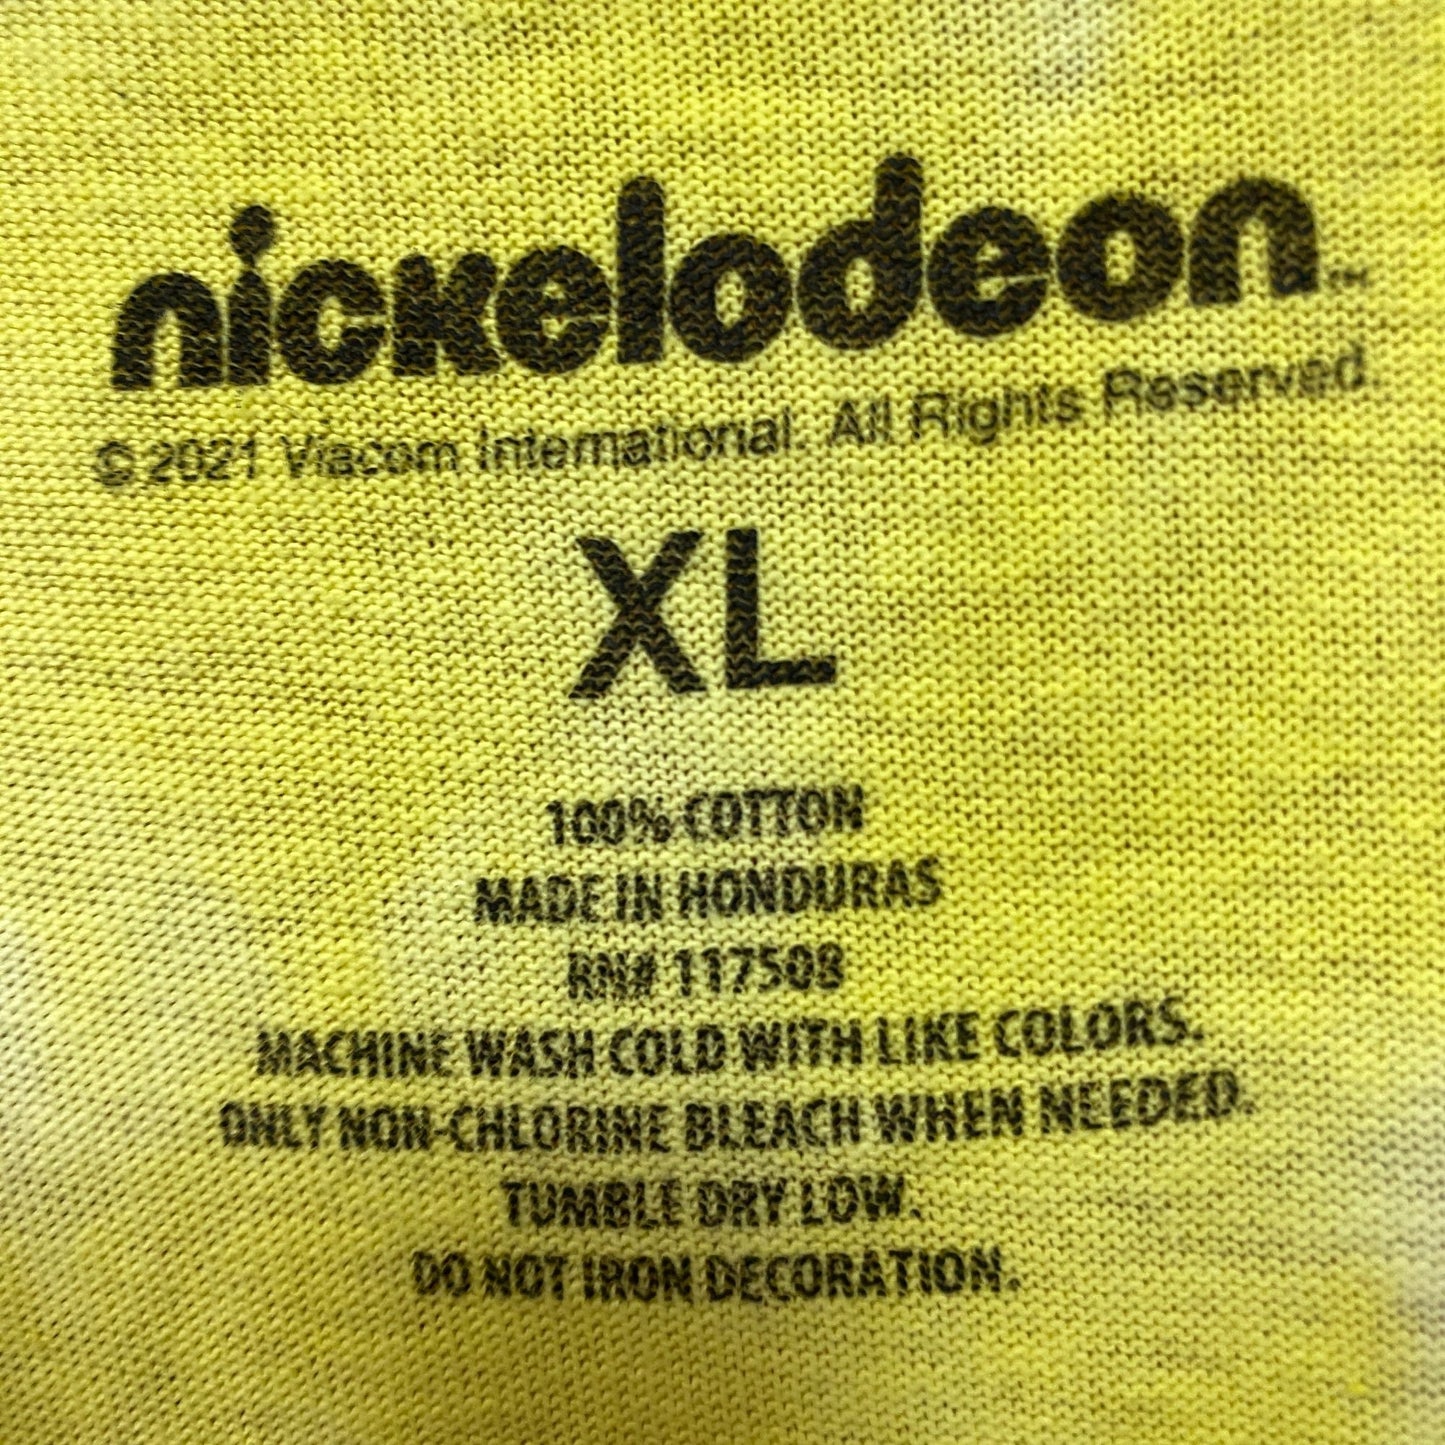 nickelodeon™
© 2021 Viacom International. All Rights Reserved.
XL
100% COTTON
MADE IN HONDURAS
RN# 117508
MACHINE WASH COLD WITH LIKE COLORS.
ONLY NON-CHLORINE BLEACH WHEN NEEDED.
TUMBLE DRY LOW.
DO NOT IRON DECORATION.